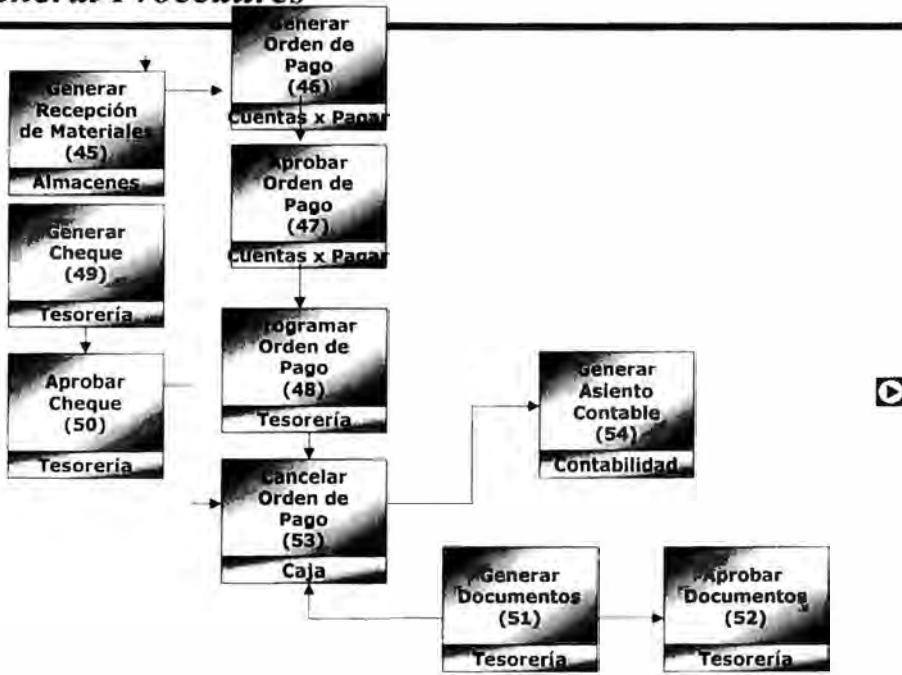 Generar
Orden de
Pago
(46)
Cuentas x Pagar
Generar
Recepción
de Materiales
(45)
Almacenes
Aprobar
Orden de
Pago
(47)
Cuentas x Pagar
Generar
Cheque
(49)
Tesorería
Programar
Orden de
Pago
(48)
Tesorería
Aprobar
Cheque
(50)
Tesorería
Generar
Asiento
Contable
(54)
Contabilidad
Cancelar
Orden de
Pago
(53)
Caja
Generar
Documentos
(51)
Tesorería
Aprobar
Documentos
(52)
Tesorería